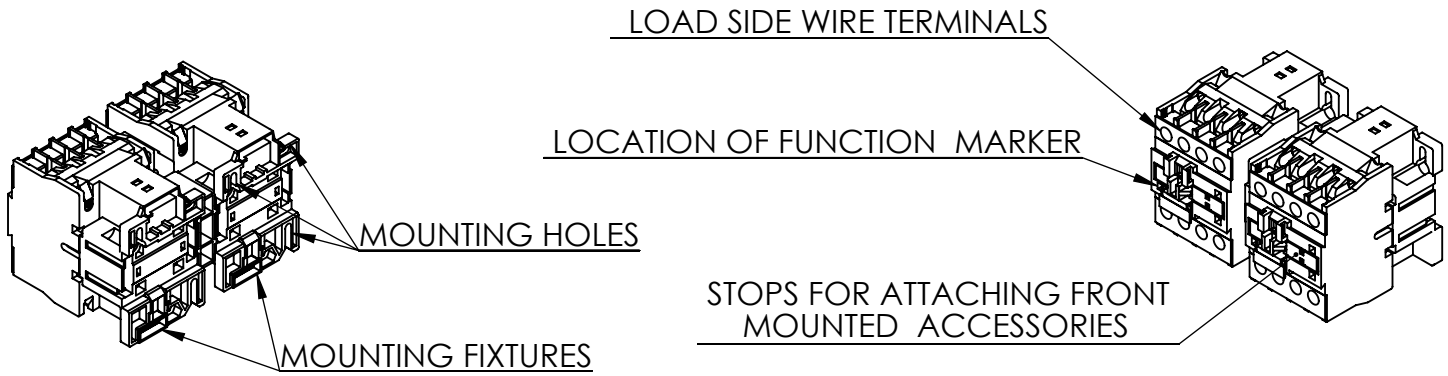 LOAD SIDE WIRE TERMINALS
LOCATION OF FUNCTION MARKER
MOUNTING HOLES
STOPS FOR ATTACHING FRONT
MOUNTED ACCESSORIES
MOUNTING FIXTURES